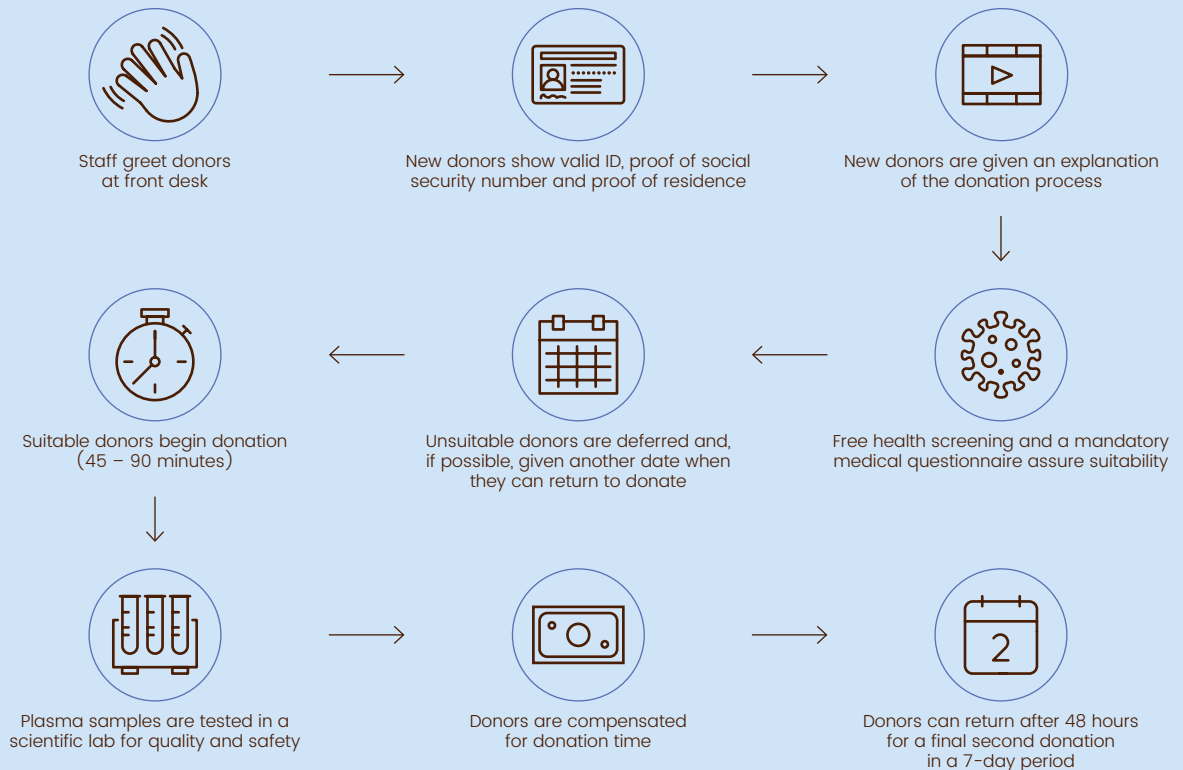 Staff greet donors
at front desk
New donors show valid ID, proof of social
security number and proof of residence
New donors are given an explanation
of the donation process
Free health screening and a mandatory
medical questionnaire assure suitability
Unsuitable donors are deferred and,
if possible, given another date when
they can return to donate
Suitable donors begin donation
(45 – 90 minutes)
Plasma samples are tested in a
scientific lab for quality and safety
Donors are compensated
for donation time
2
Donors can return after 48 hours
for a final second donation
in a 7-day period